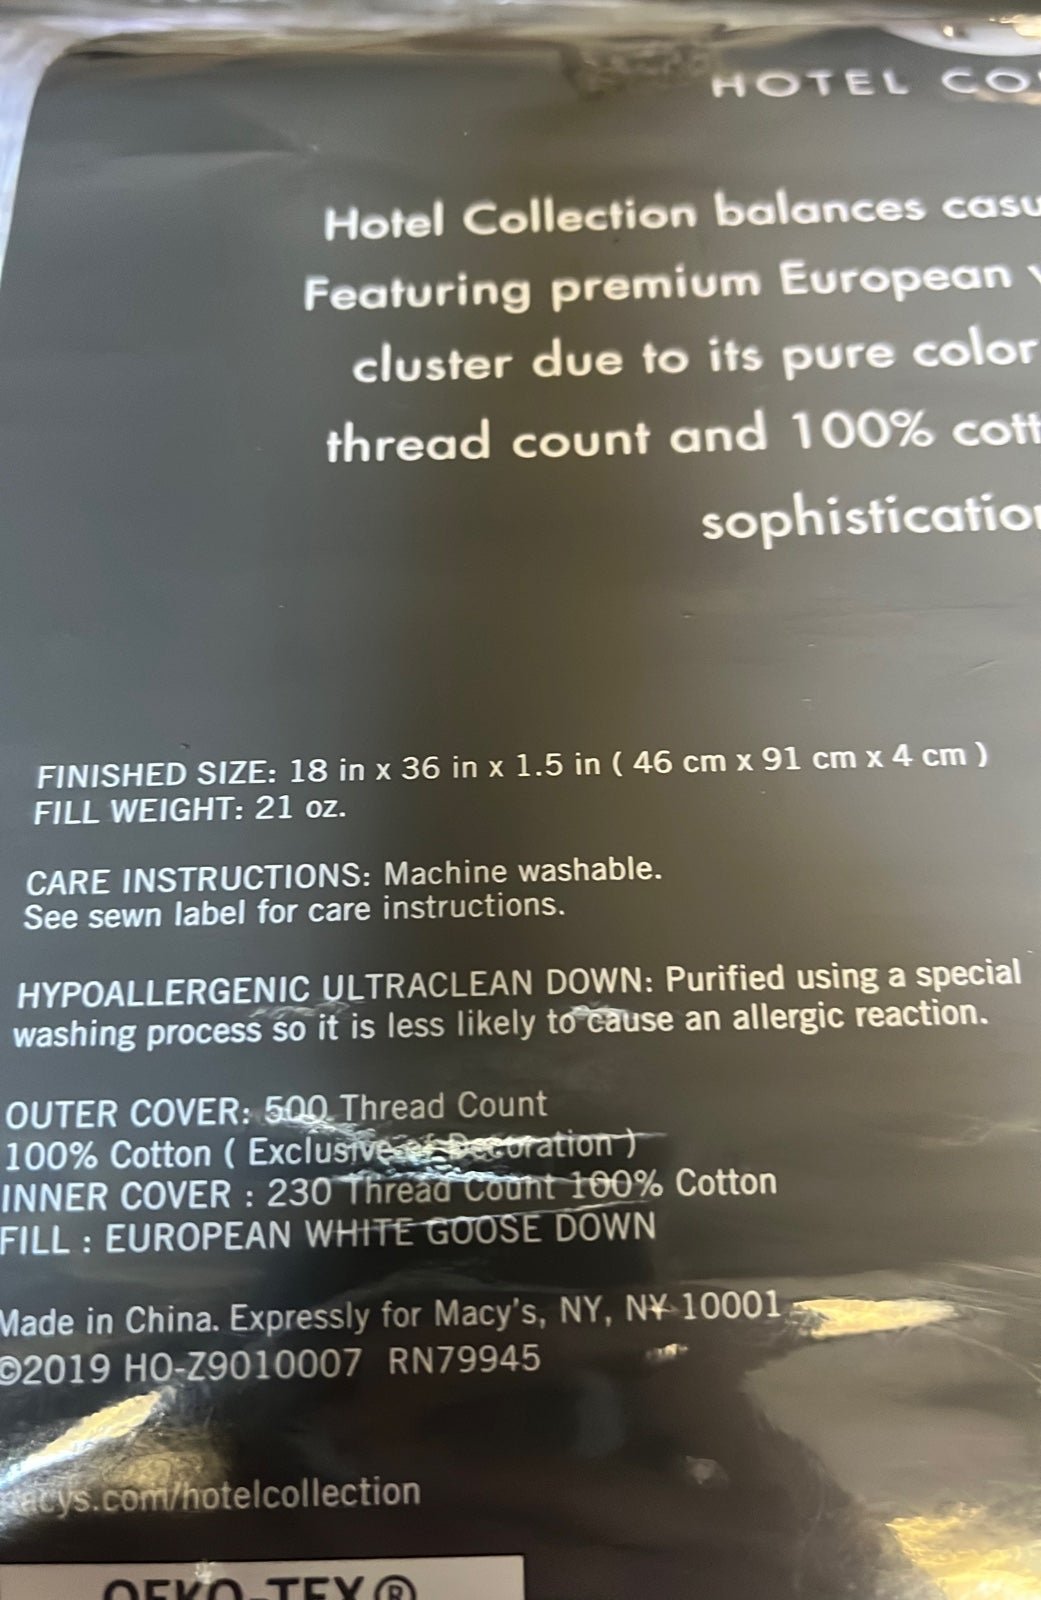 HOTEL CO
Hotel Collection balances casu
Featuring premium European
cluster due to its pure color
thread count and 100% cott
sophistication
FINISHED SIZE: 18 in x 36 in x 1.5 in ( 46 cm x 91 cm x 4 cm )
FILL WEIGHT: 21 oz.
CARE INSTRUCTIONS: Machine washable.
See sewn label for care instructions.
HYPOALLERGENIC ULTRACLEAN DOWN: Purified using a special
washing process so it is less likely to cause an allergic reaction.
OUTER COVER: 500 Thread Count
100% Cotton ( Exclusive of Decoration )
INNER COVER : 230 Thread Count 100% Cotton
FILL : EUROPEAN WHITE GOOSE DOWN
Made in China. Expressly for Macy's, NY, NY 10001
©2019 HO-Z9010007 RN79945
acys.com/hotelcollection
OEKO-TEX®